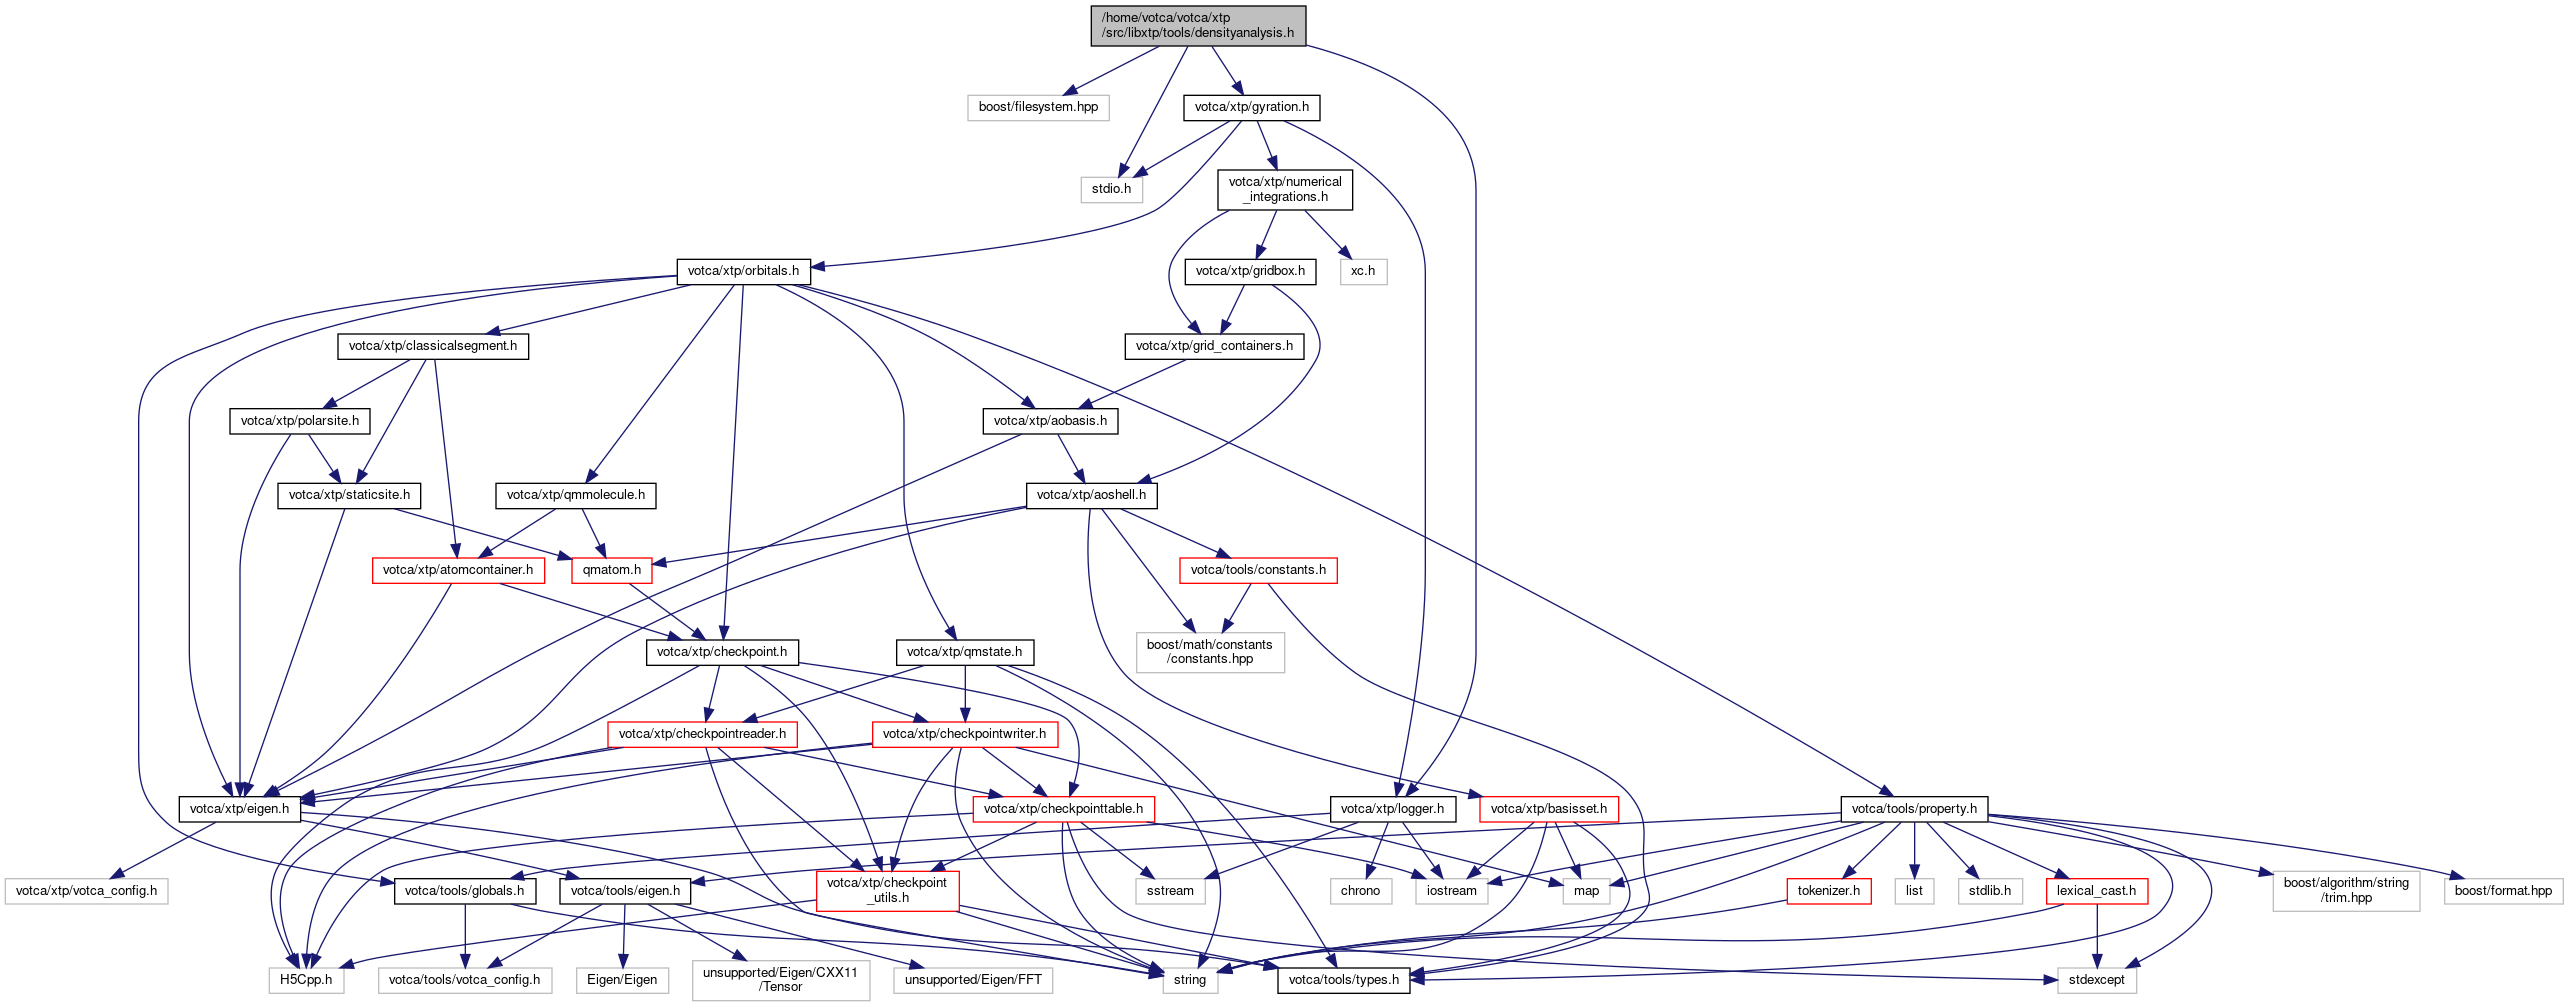 /home/votca/votca/xtp
/src/libxtp/tools/densityanalysis.h
boost/filesystem.hpp
votca/xtp/gyration.h
stdio.h
votca/xtp/numerical
_integrations.h
votca/xtp/orbitals.h
votca/xtp/gridbox.h
xc.h
votca/xtp/classicalsegment.h
votca/xtp/grid_containers.h
votca/xtp/polarsite.h
votca/xtp/aobasis.h
votca/xtp/staticsite.h
votca/xtp/qmmolecule.h
votca/xtp/aoshell.h
votca/xtp/atomcontainer.h
qmatom.h
votca/tools/constants.h
votca/xtp/checkpoint.h
votca/xtp/qmstate.h
boost/math/constants
/constants.hpp
votca/xtp/checkpointreader.h
votca/xtp/checkpointwriter.h
votca/xtp/eigen.h
votca/xtp/checkpointtable.h
votca/xtp/logger.h
votca/xtp/basisset.h
votca/tools/property.h
votca/xtp/votca_config.h
votca/tools/globals.h
votca/tools/eigen.h
votca/xtp/checkpoint
_utils.h
sstream
chrono
iostream
map
tokenizer.h
list
stdlib.h
lexical_cast.h
boost/algorithm/string
/trim.hpp
boost/format.hpp
H5Cpp.h
votca/tools/votca_config.h
Eigen/Eigen
unsupported/Eigen/CXX11
/Tensor
unsupported/Eigen/FFT
string
votca/tools/types.h
stdexcept